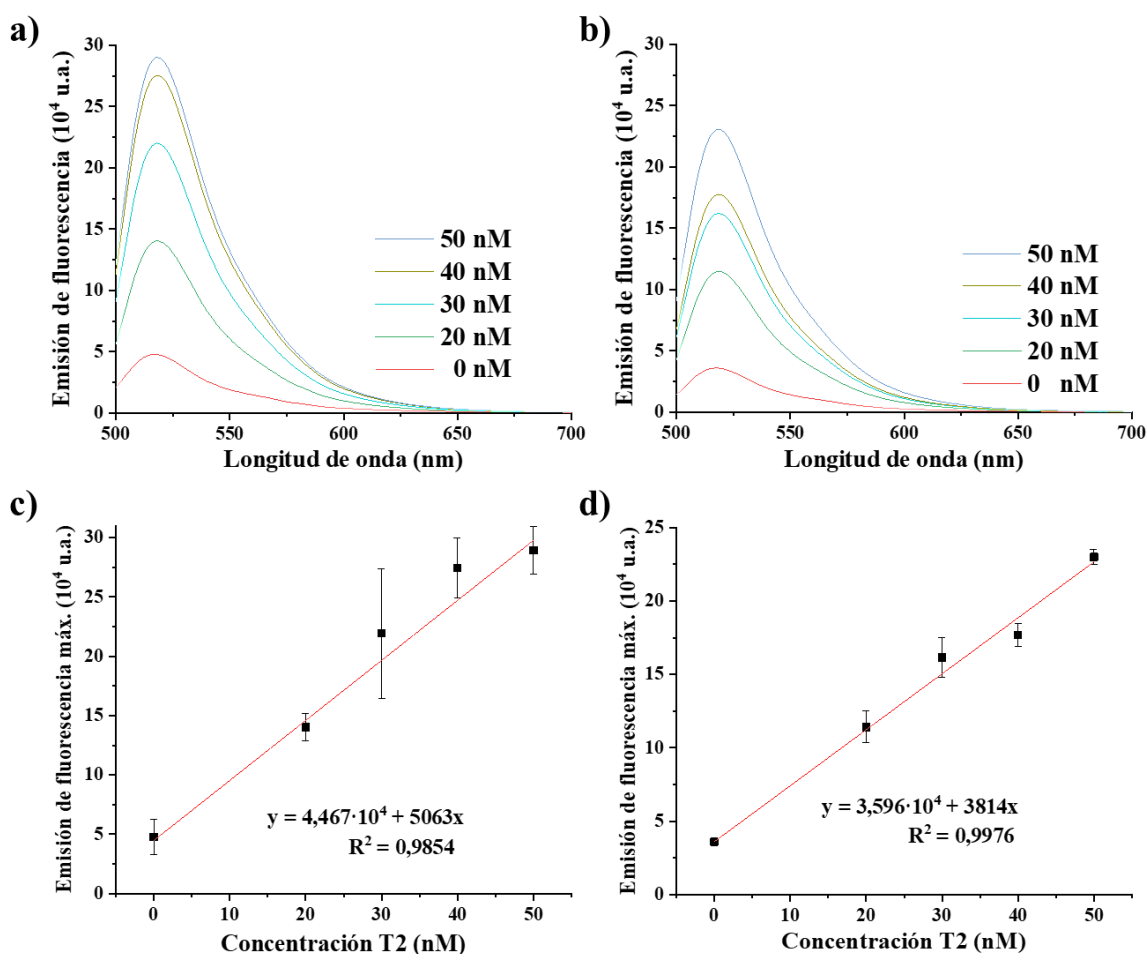 a)
Emisión de fluorescencia (10⁴ u.a.)
30
25
20
15
10
5
0
500
550
600
650
700
Longitud de onda (nm)
50 nM
40 nM
30 nM
20 nM
0 nM
b)
Emisión de fluorescencia (10⁴ u.a.)
30
25
20
15
10
5
0
500
550
600
650
700
Longitud de onda (nm)
50 nM
40 nM
30 nM
20 nM
0 nM
c)
Emisión de fluorescencia máx. (10⁴ u.a.)
30
25
20
15
10
5
0
0
10
20
30
40
50
Concentración T2 (nM)
y = 4,467·10⁴ + 5063x
R² = 0,9854
d)
Emisión de fluorescencia máx. (10⁴ u.a.)
25
20
15
10
5
0
0
10
20
30
40
50
Concentración T2 (nM)
y = 3,596·10⁴ + 3814x
R² = 0,9976